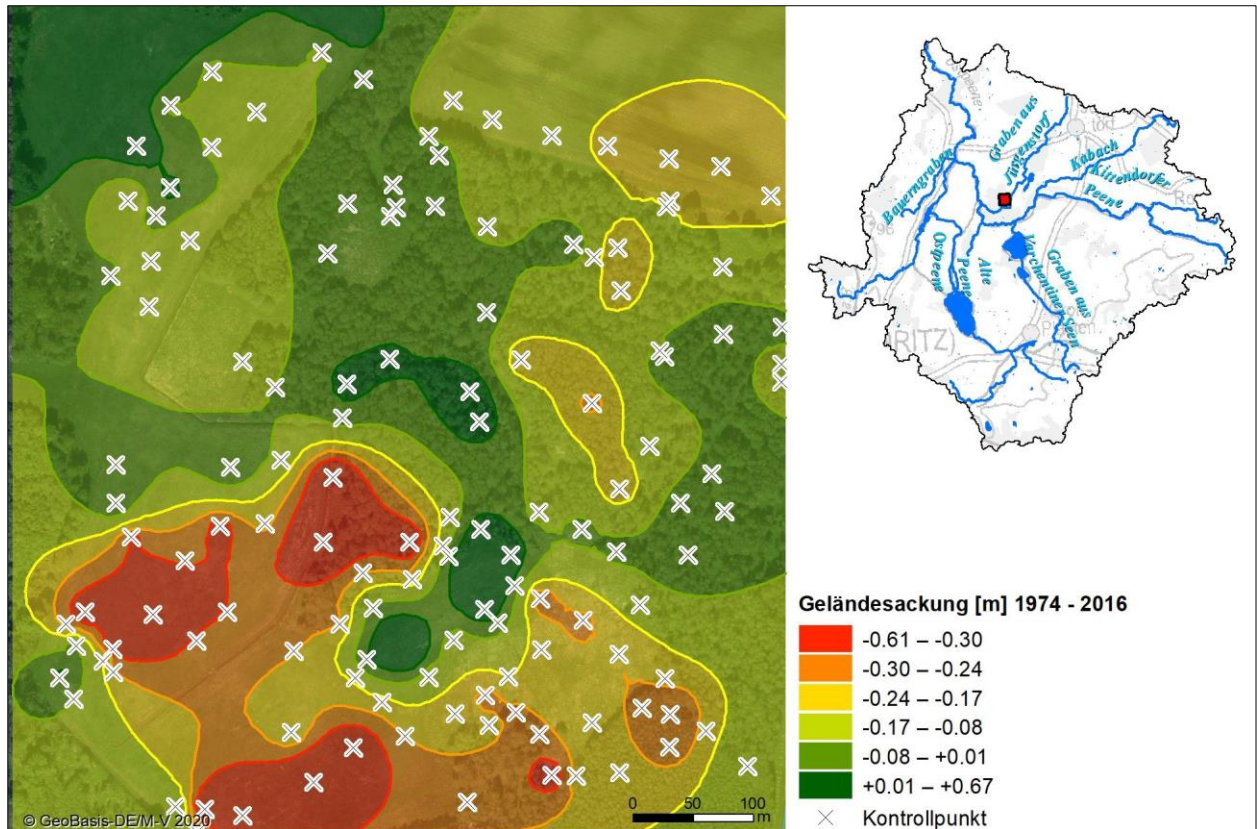 © GeoBasis-DE/M-V 2020
0 50 100
m
Bauerngraben
Graben aus
Jürgenstorf
Kabach
Kittendorfer
Peene
Ostpeene
Alte
Peene
Graben aus
Varchentiner Seen
RITZ)
Geländesackung [m] 1974 - 2016
-0.61 – -0.30
-0.30 – -0.24
-0.24 – -0.17
-0.17 – -0.08
-0.08 – +0.01
+0.01 – +0.67
Kontrollpunkt